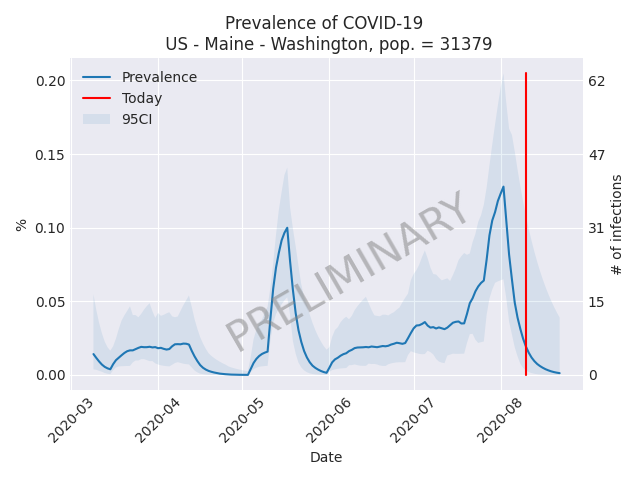 Prevalence of COVID-19
US - Maine - Washington, pop. = 31379
Prevalence
Today
95CI
0.20
0.15
0.10
0.05
0.00
%
62
47
31
15
0
# of infections
PRELIMINARY
2020-03
2020-04
2020-05
2020-06
2020-07
2020-08
Date